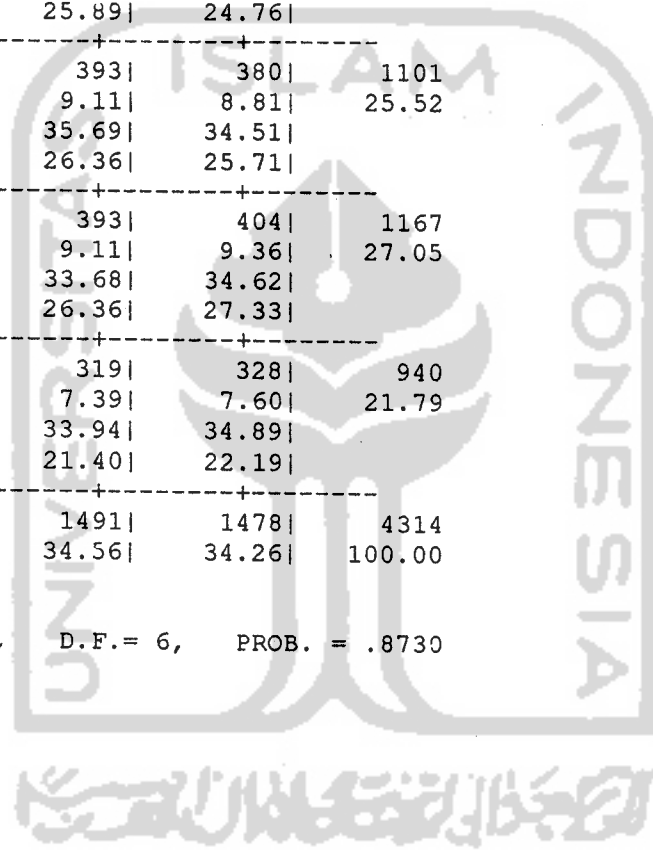 25.89| 24.76|
------+---------+---------
393| 380| 1101
9.11| 8.81| 25.52
35.69| 34.51|
26.36| 25.71|
------+---------+---------
393| 404| 1167
9.11| 9.36| 27.05
33.68| 34.62|
26.36| 27.33|
------+---------+---------
319| 328| 940
7.39| 7.60| 21.79
33.94| 34.89|
21.40| 22.19|
------+---------+---------
1491| 1478| 4314
34.56| 34.26| 100.00
D.F.= 6, PROB. = .8730
ISLAM
UNIVERSITAS
INDONESIA